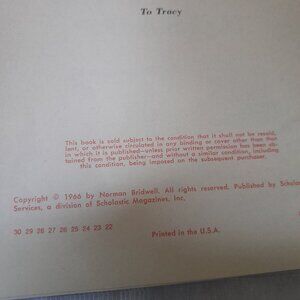 To Tracy
This book is sold subject to the condition that it shall not be resold,
lent, or otherwise circulated in any binding or cover other than that
in which it is published—unless prior written permission has been ob-
tained from the publisher—and without a similar condition, including
this condition, being imposed on the subsequent purchaser.
Copyright © 1966 by Norman Bridwell. All rights reserved. Published by
Services, a division of Scholastic Magazines, Inc.
30 29 28 27 26 25 24 23 22
Printed in the U.S.A.